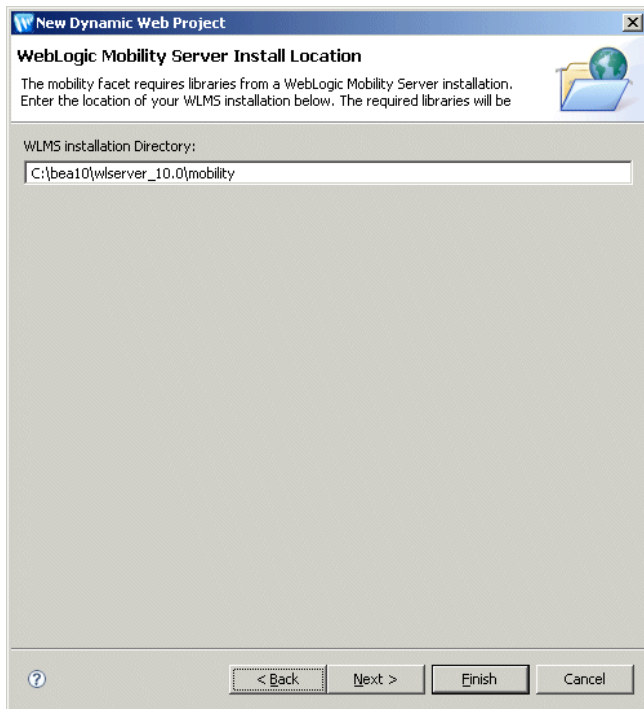 New Dynamic Web Project
WebLogic Mobility Server Install Location
The mobility facet requires libraries from a WebLogic Mobility Server installation.
Enter the location of your WLMS installation below. The required libraries will be
WLMS installation Directory:
C:\bea10\wlserver_10.0\mobility
?
< Back
Next >
Finish
Cancel